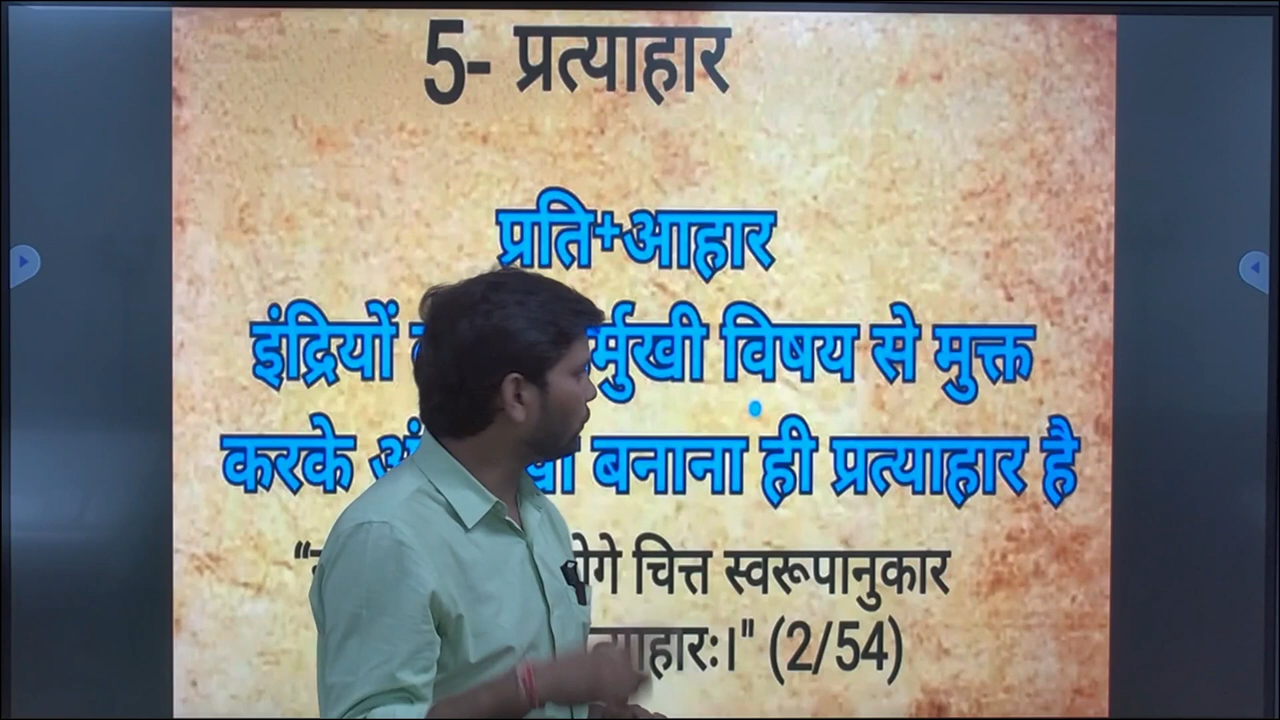 5- प्रत्याहार
प्रति+आहार
इंद्रियों विषय से मुक्त
करके बनाना ही प्रत्याहार है
चित्त स्वरूपानुकार
(2/54)